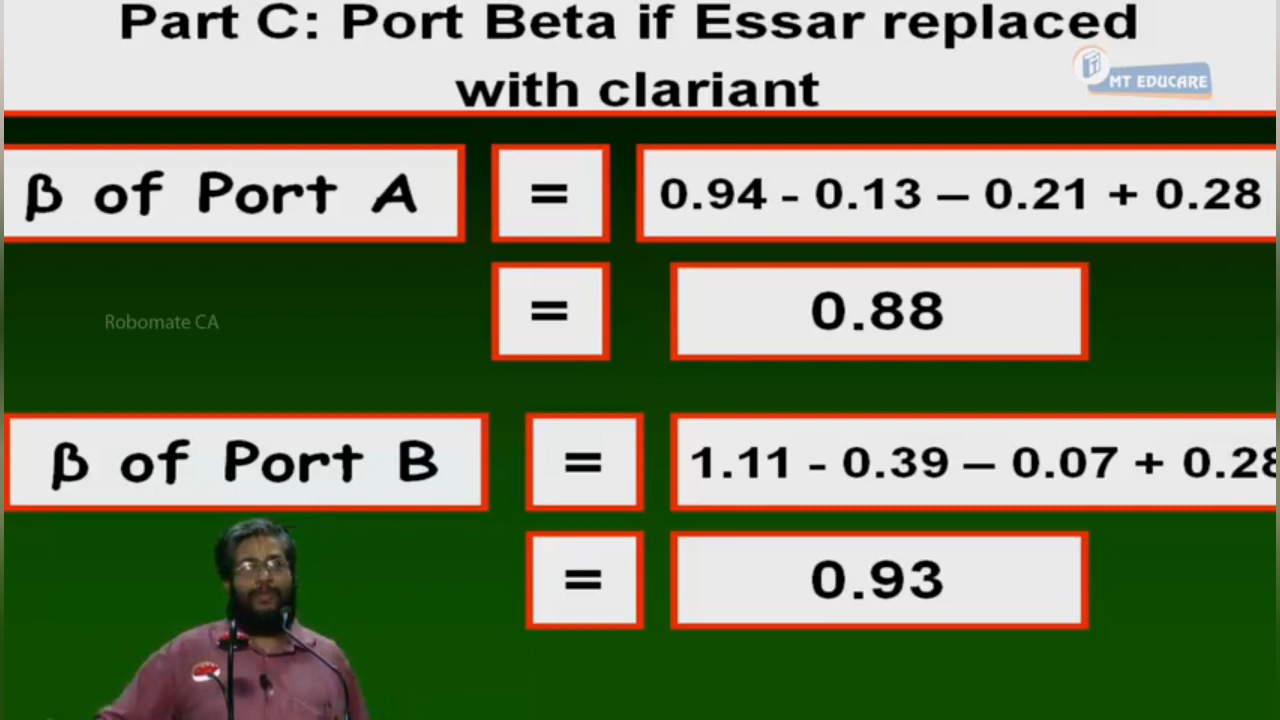 Part C: Port Beta if Essar replaced
with clariant
MT EDUCARE
β of Port A = 0.94 - 0.13 – 0.21 + 0.28
= 0.88
Robomate CA
β of Port B = 1.11 - 0.39 – 0.07 + 0.28
= 0.93